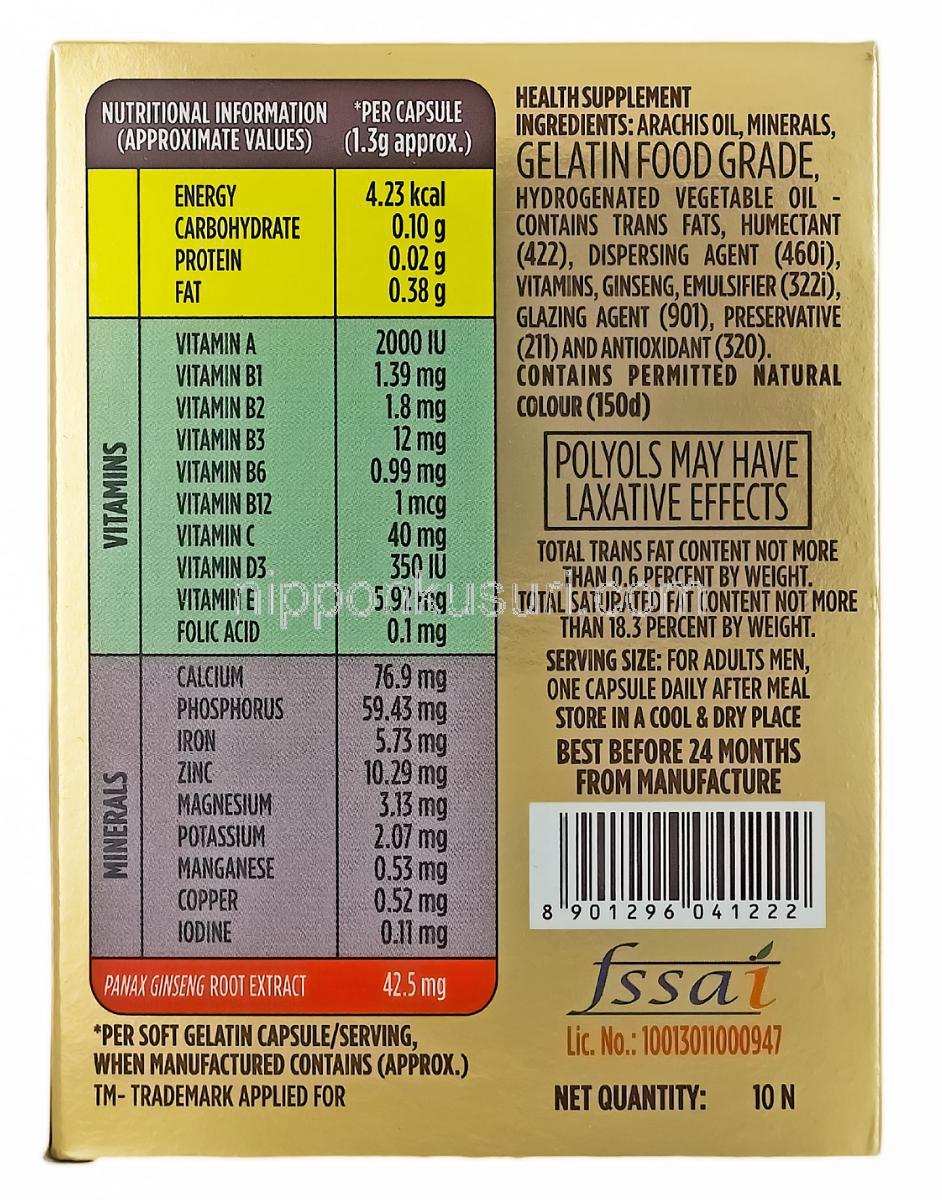 NUTRITIONAL INFORMATION *PER CAPSULE
(APPROXIMATE VALUES) (1.3g approx.)
ENERGY 4.23 kcal
CARBOHYDRATE 0.10 g
PROTEIN 0.02 g
FAT 0.38 g
VITAMINS
VITAMIN A 2000 IU
VITAMIN B1 1.39 mg
VITAMIN B2 1.8 mg
VITAMIN B3 12 mg
VITAMIN B6 0.99 mg
VITAMIN B12 1 mcg
VITAMIN C 40 mg
VITAMIN D3 350 IU
VITAMIN E 5.97 mg
FOLIC ACID 0.1 mg
MINERALS
CALCIUM 76.9 mg
PHOSPHORUS 59.43 mg
IRON 5.73 mg
ZINC 10.29 mg
MAGNESIUM 3.13 mg
POTASSIUM 2.07 mg
MANGANESE 0.53 mg
COPPER 0.52 mg
IODINE 0.11 mg
PANAX GINSENG ROOT EXTRACT 42.5 mg
*PER SOFT GELATIN CAPSULE/SERVING,
WHEN MANUFACTURED CONTAINS (APPROX.)
TM- TRADEMARK APPLIED FOR
HEALTH SUPPLEMENT
INGREDIENTS: ARACHIS OIL, MINERALS,
GELATIN FOOD GRADE,
HYDROGENATED VEGETABLE OIL -
CONTAINS TRANS FATS, HUMECTANT
(422), DISPERSING AGENT (460i),
VITAMINS, GINSENG, EMULSIFIER (322i),
GLAZING AGENT (901), PRESERVATIVE
(211) AND ANTIOXIDANT (320).
CONTAINS PERMITTED NATURAL
COLOUR (150d)
POLYOLS MAY HAVE
LAXATIVE EFFECTS
TOTAL TRANS FAT CONTENT NOT MORE
THAN 0.6 PERCENT BY WEIGHT.
TOTAL SATURATED FAT CONTENT NOT MORE
THAN 18.3 PERCENT BY WEIGHT.
SERVING SIZE: FOR ADULTS MEN,
ONE CAPSULE DAILY AFTER MEAL
STORE IN A COOL & DRY PLACE
BEST BEFORE 24 MONTHS
FROM MANUFACTURE
8 901296 041222
fssai
Lic. No.: 10013011000947
NET QUANTITY: 10 N
nipponkusuri.com